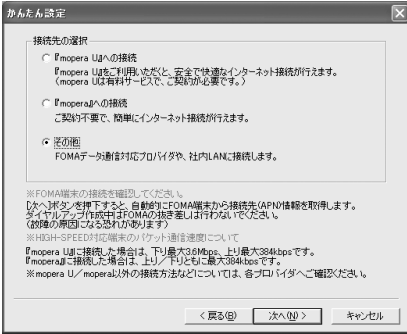 かんたん設定
接続先の選択
『mopera U』への接続
『mopera U』をご利用いただくと、安全で快適なインターネット接続が行えます。
(mopera Uは有料サービスで、ご契約が必要です。)
『mopera』への接続
ご契約不要で、簡単にインターネット接続が行えます。
その他
FOMAデータ通信対応プロバイダや、社内LANに接続します。
※FOMA端末の接続を確認してください。
[次へ]ボタンを押下すると、自動的にFOMA端末から接続先(APN)情報を取得します。
ダイヤルアップ作成中はFOMAの抜き差しは行わないでください。
(故障の原因になる恐れがあります)
※HIGH-SPEED対応端末のパケット通信速度について
『mopera U』に接続した場合は、下り最大3.6Mbps、上り最大384kbpsです。
『mopera』に接続した場合は、上り/下りともに最大384kbpsです。
※mopera U/mopera以外の接続方法などについては、各プロバイダへご確認ください。
< 戻る(B)
次へ(N) >
キャンセル